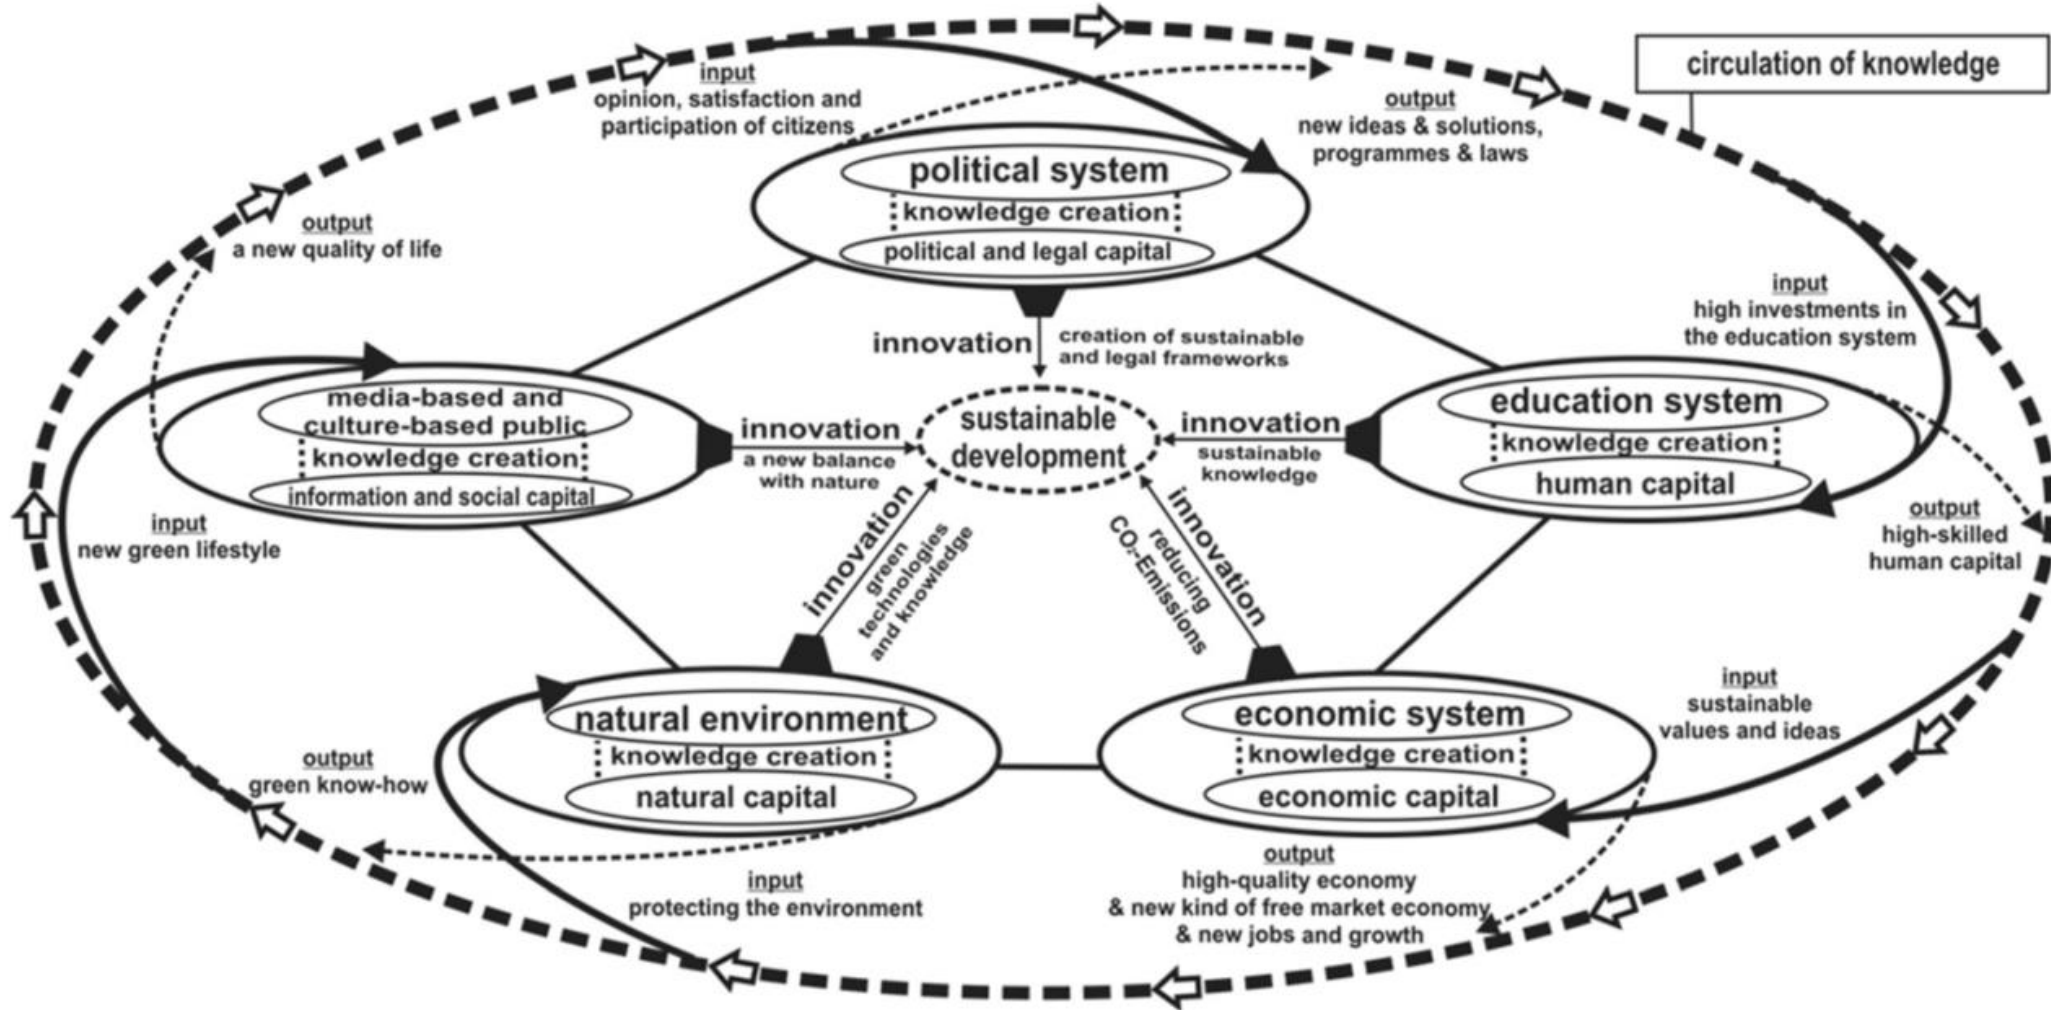 circulation of knowledge
input
opinion, satisfaction and
participation of citizens
output
new ideas & solutions,
programmes & laws
political system
knowledge creation
political and legal capital
output
a new quality of life
input
high investments in
the education system
innovation
creation of sustainable
and legal frameworks
media-based and
culture-based public
knowledge creation
information and social capital
innovation
a new balance
with nature
sustainable
development
innovation
sustainable
knowledge
education system
knowledge creation
human capital
input
new green lifestyle
output
high-skilled
human capital
innovation
green
technologies
and knowledge
innovation
reducing
CO₂-Emissions
natural environment
knowledge creation
natural capital
economic system
knowledge creation
economic capital
input
sustainable
values and ideas
output
green know-how
input
protecting the environment
output
high-quality economy
& new kind of free market economy
& new jobs and growth